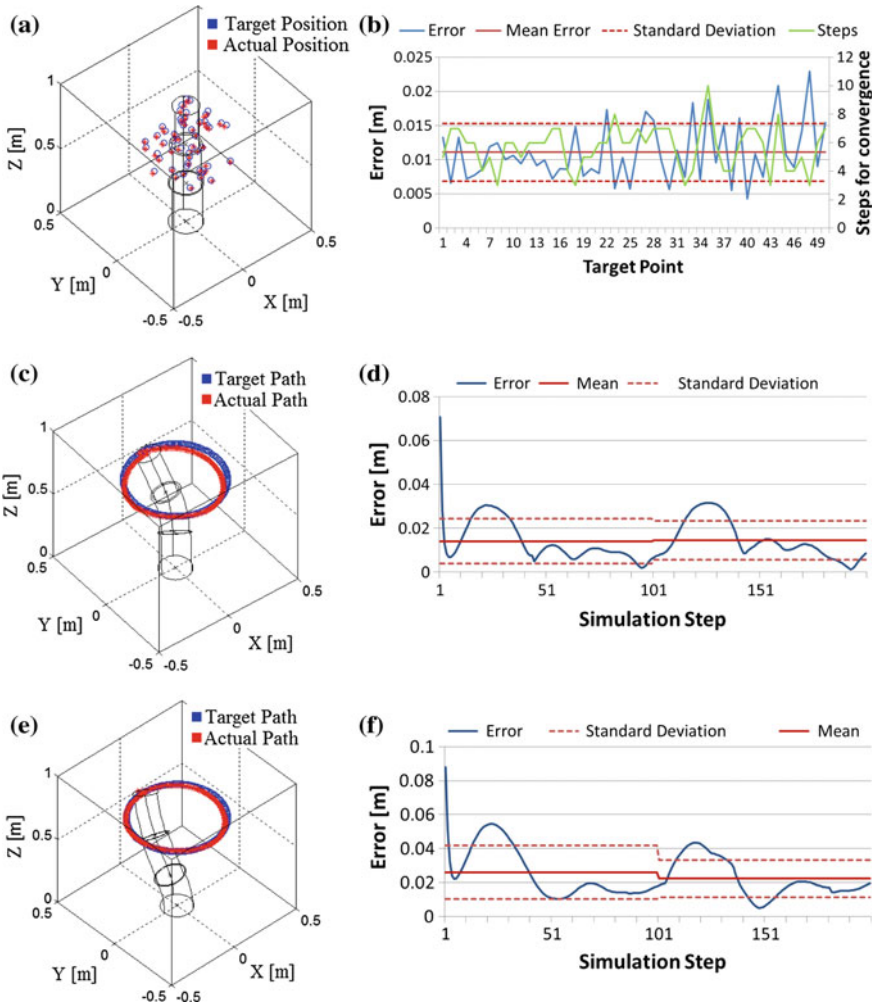 (a)
Target Position
Actual Position
1
0.5
0
0.5
0
-0.5
-0.5
0
0.5
Z [m]
Y [m]
X [m]
(b)
Error Mean Error Standard Deviation Steps
0.025
0.02
0.015
0.01
0.005
0
Error [m]
12
10
8
6
4
2
0
Steps for convergence
1 4 7 10 13 16 19 22 25 28 31 34 37 40 43 46 49
Target Point
(c)
Target Path
Actual Path
1
0.5
0
0.5
0
-0.5
-0.5
0
0.5
Z [m]
Y [m]
X [m]
(d)
Error Mean Standard Deviation
0.08
0.06
0.04
0.02
0
Error [m]
1 51 101 151
Simulation Step
(e)
Target Path
Actual Path
1
0.5
0
0.5
0
-0.5
-0.5
0
0.5
Z [m]
Y [m]
X [m]
(f)
Error Standard Deviation Mean
0.1
0.08
0.06
0.04
0.02
0
Error [m]
1 51 101 151
Simulation Step